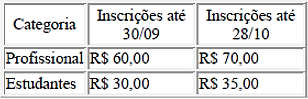 Categoria Inscrições até 30/09 Inscrições até 28/10
Profissional R$ 60,00 R$ 70,00
Estudantes R$ 30,00 R$ 35,00